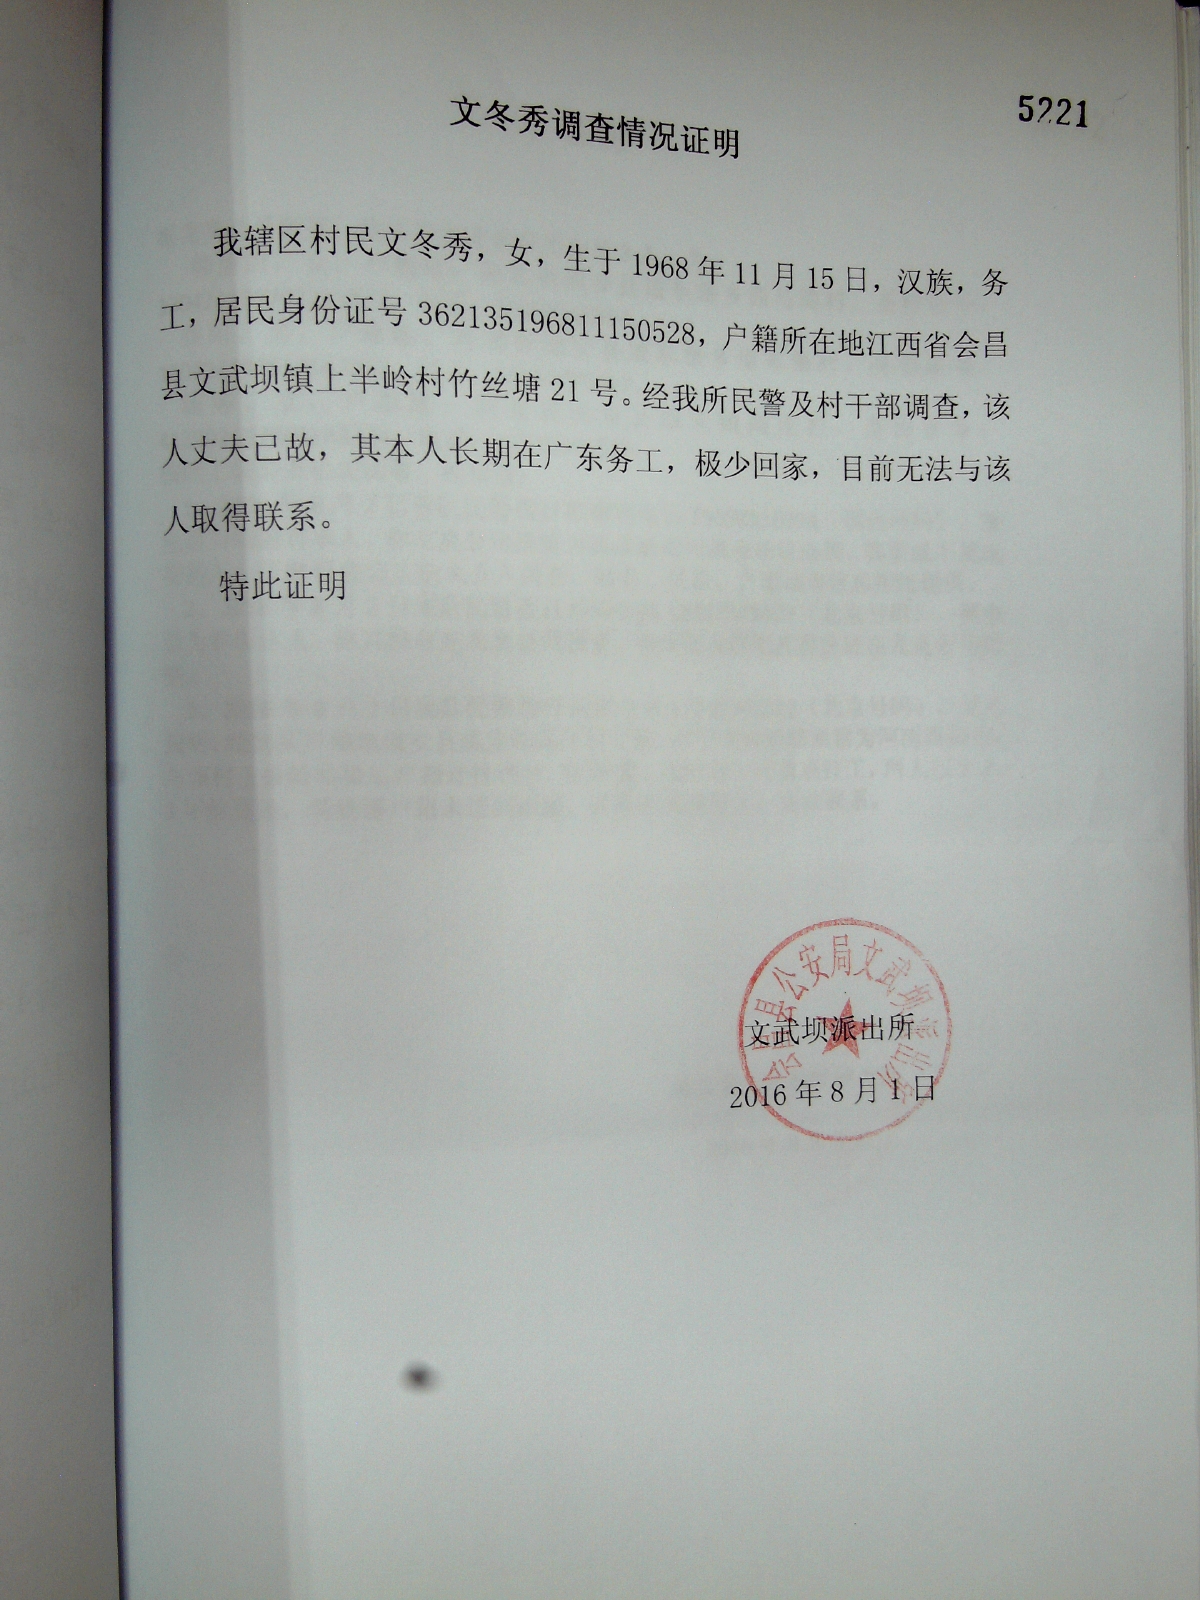 5221
文冬秀调查情况证明
我辖区村民文冬秀，女，生于1968年11月15日，汉族，务
工，居民身份证号362135196811150528，户籍所在地江西省会昌
县文武坝镇上半岭村竹丝塘21号。经我所民警及村干部调查，该
人丈夫已故，其本人长期在广东务工，极少回家，目前无法与该
人取得联系。
特此证明
会昌县公安局文武坝派出所
文武坝派出所
2016年8月1日